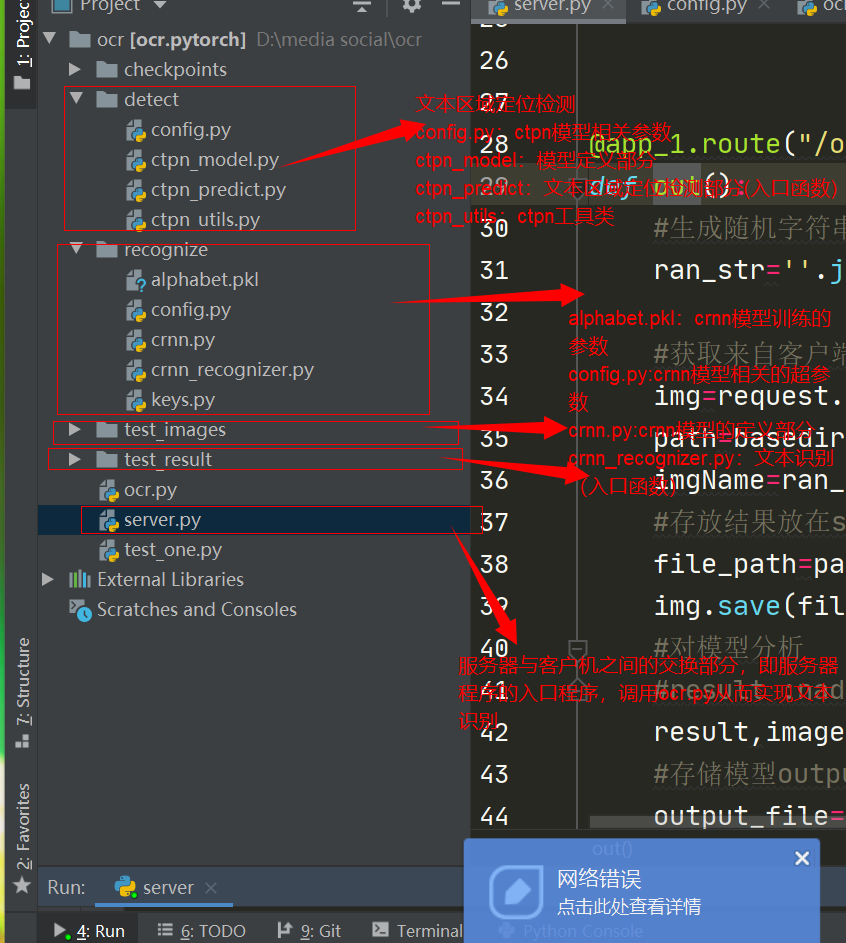 1: Project
Project
server.py
config.py
ocr [ocr.pytorch] D:\media social\ocr
checkpoints
detect
config.py
ctpn_model.py
ctpn_predict.py
ctpn_utils.py
recognize
alphabet.pkl
config.py
crnn.py
crnn_recognizer.py
keys.py
test_images
test_result
ocr.py
server.py
test_one.py
External Libraries
Scratches and Consoles
7: Structure
2: Favorites
26
27
28 @app_1.route("/o
29 def out():
30 #生成随机字符串
31 ran_str=''.j
32
33 #获取来自客户端
34 img=request.
35 path=basedir
36 imgName=ran_
37 #存放结果放在s
38 file_path=pa
39 img.save(fil
40 #对模型分析
41
42 result,image
43 #存储模型outpu
44 output_file=
out()
文本区域定位检测
config.py：ctpn模型相关参数
ctpn_model：模型定义部分
ctpn_predict：文本区域定位检测部分(入口函数)
ctpn_utils：ctpn工具类
alphabet.pkl：crnn模型训练的
参数
config.py:crnn模型相关的超参
数
crnn.py:crnn模型的定义部分
crnn_recognizer.py：文本识别
(入口函数)
服务器与客户机之间的交换部分，即服务器
程序的入口程序，调用ocr.py从而实现文本
识别
Run: server
4: Run 6: TODO 9: Git Terminal Python Console
网络错误
点击此处查看详情